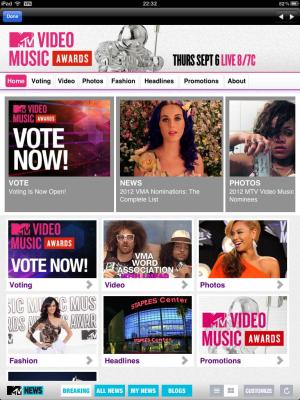 iPad
VPN
22:32
62%
Done
MTV VIDEO
MUSIC AWARDS
THURS SEPT 6 LIVE 8/7C
Home Voting Video Photos Fashion Headlines Promotions About
MTV VIDEO
MUSIC AWARDS
VOTE
NOW!
VOTE
Voting Is Now Open!
NEWS
2012 VMA Nominations: The
Complete List
PHOTOS
2012 MTV Video Music
Nominees
MTV VIDEO
MUSIC AWARDS
VOTE NOW!
Voting
VMA
WORD
ASSOCIATION
Video
Photos
Fashion
STAPLES Center
Headlines
MTV VIDEO
MUSIC AWARDS
Promotions
MTV NEWS
BREAKING
ALL NEWS
MY NEWS
BLOGS
CUSTOMIZE